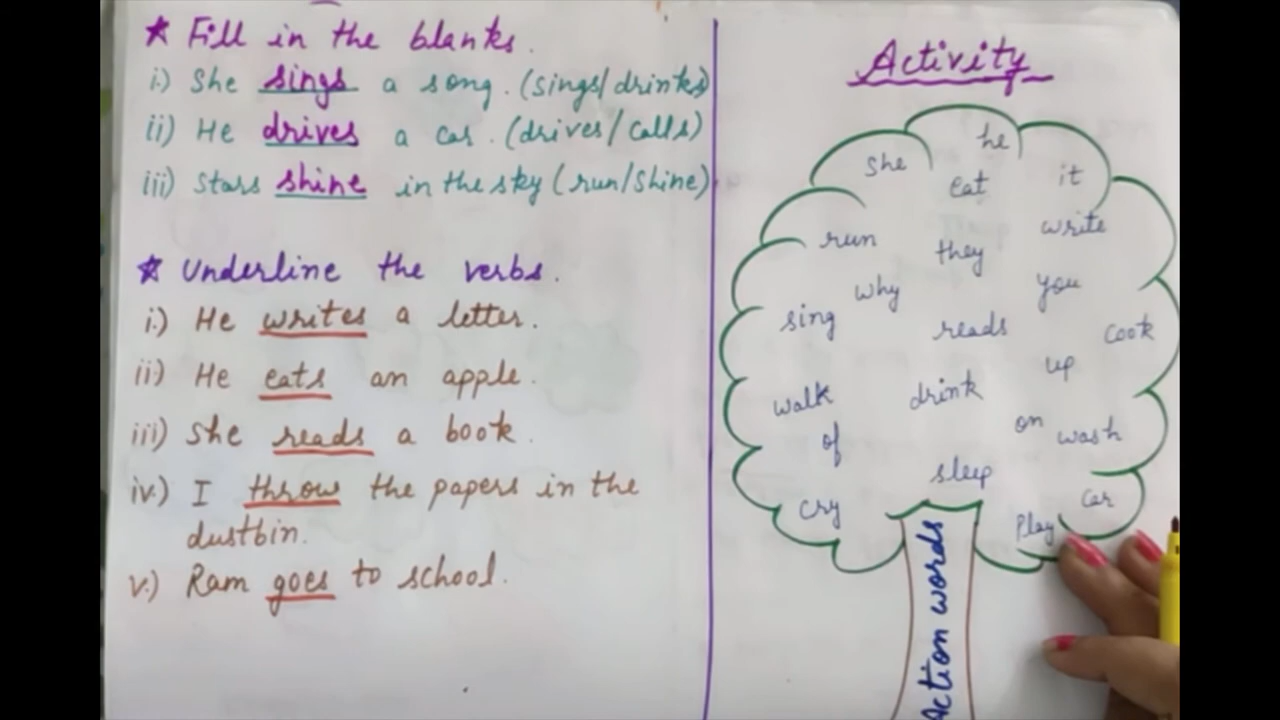 ★ Fill in the blanks.
i.) She sings a song. (sings/drinks)
ii) He drives a car. (drives/calls)
iii) Stars shine in the sky (run/shine)
★ Underline the verbs.
i.) He writes a letter.
ii) He eats an apple.
iii) She reads a book.
iv.) I throw the papers in the
dustbin.
v.) Ram goes to school.
Activity
he
she
eat
it
write
run
they
why
you
sing
reads
cook
up
walk
drink
on
wash
of
sleep
car
cry
Play
Action words